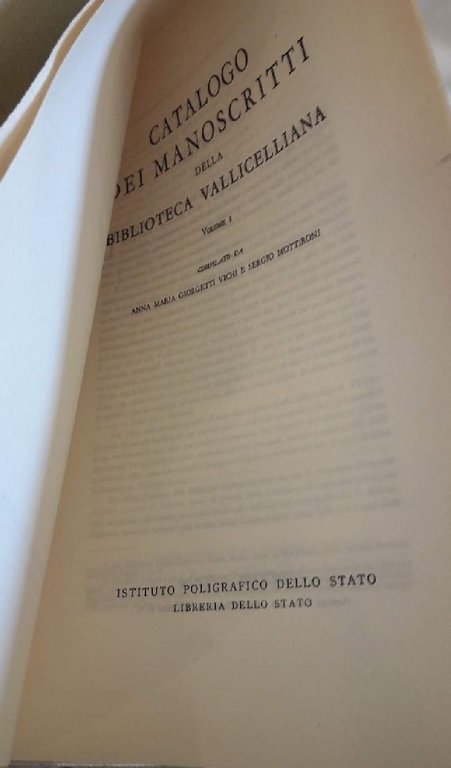 CATALOGO
DEI MANOSCRITTI
DELLA
BIBLIOTECA VALLICELLIANA
VOLUME I
COMPILATO DA
ANNA MARIA GIORGETTI VICHI E SERGIO MOTTIRONI
ISTITUTO POLIGRAFICO DELLO STATO
LIBRERIA DELLO STATO